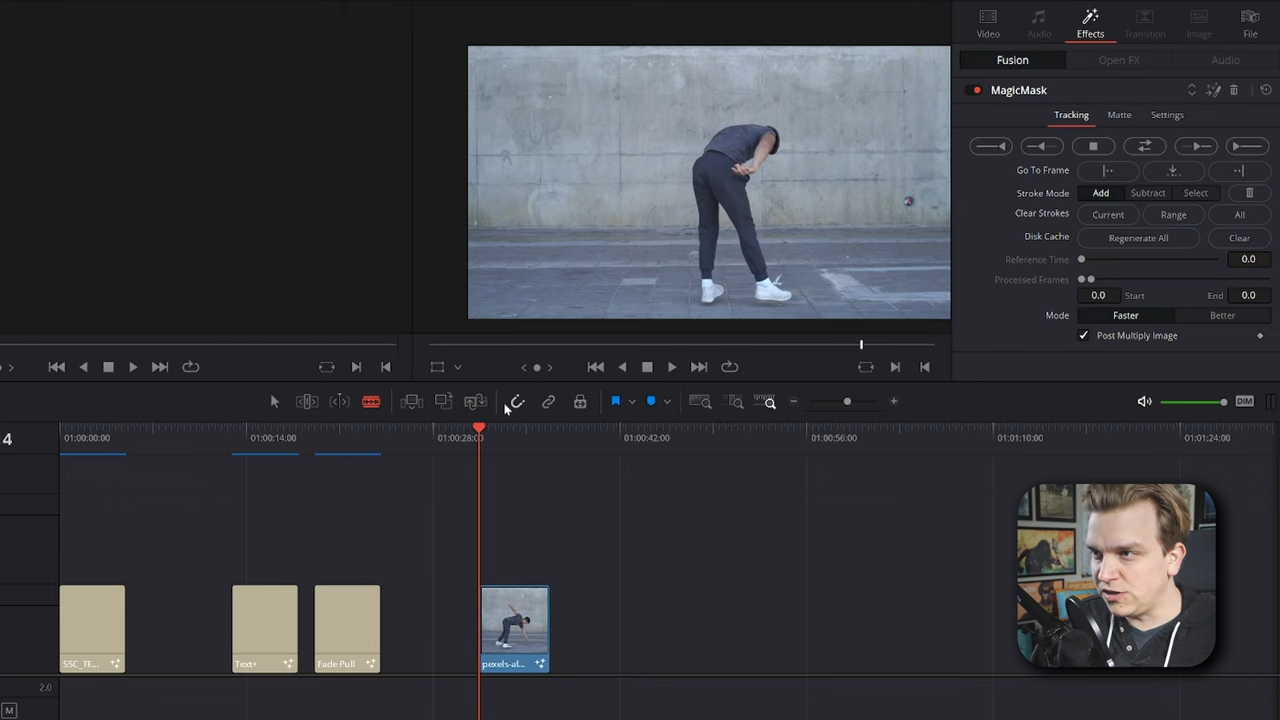 Video
Audio
Effects
Transition
Image
File
Fusion
Open FX
Audio
MagicMask
Tracking
Matte
Settings
Go To Frame
Stroke Mode
Add
Subtract
Select
Clear Strokes
Current
Range
All
Disk Cache
Regenerate All
Clear
Reference Time
0.0
Processed Frames
0.0
Start
End
0.0
Mode
Faster
Better
Post Multiply Image
DIM
4
01:00:00:00
01:00:14:00
01:00:28:00
01:00:42:00
01:00:56:00
01:01:10:00
01:01:24:00
SSC_TE...
Text+
Fade Pull
pexels-al...
2.0
M